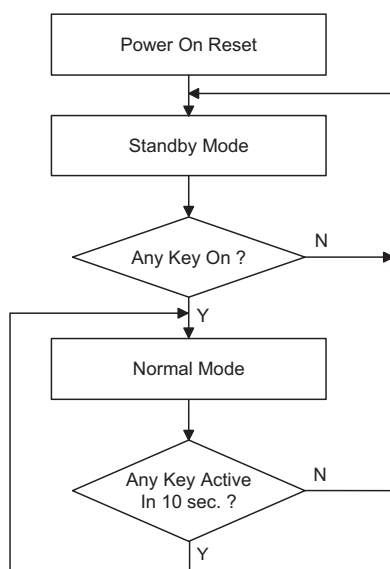 Power On Reset
Standby Mode
Any Key On ?
N
Y
Normal Mode
Any Key Active
In 10 sec. ?
N
Y